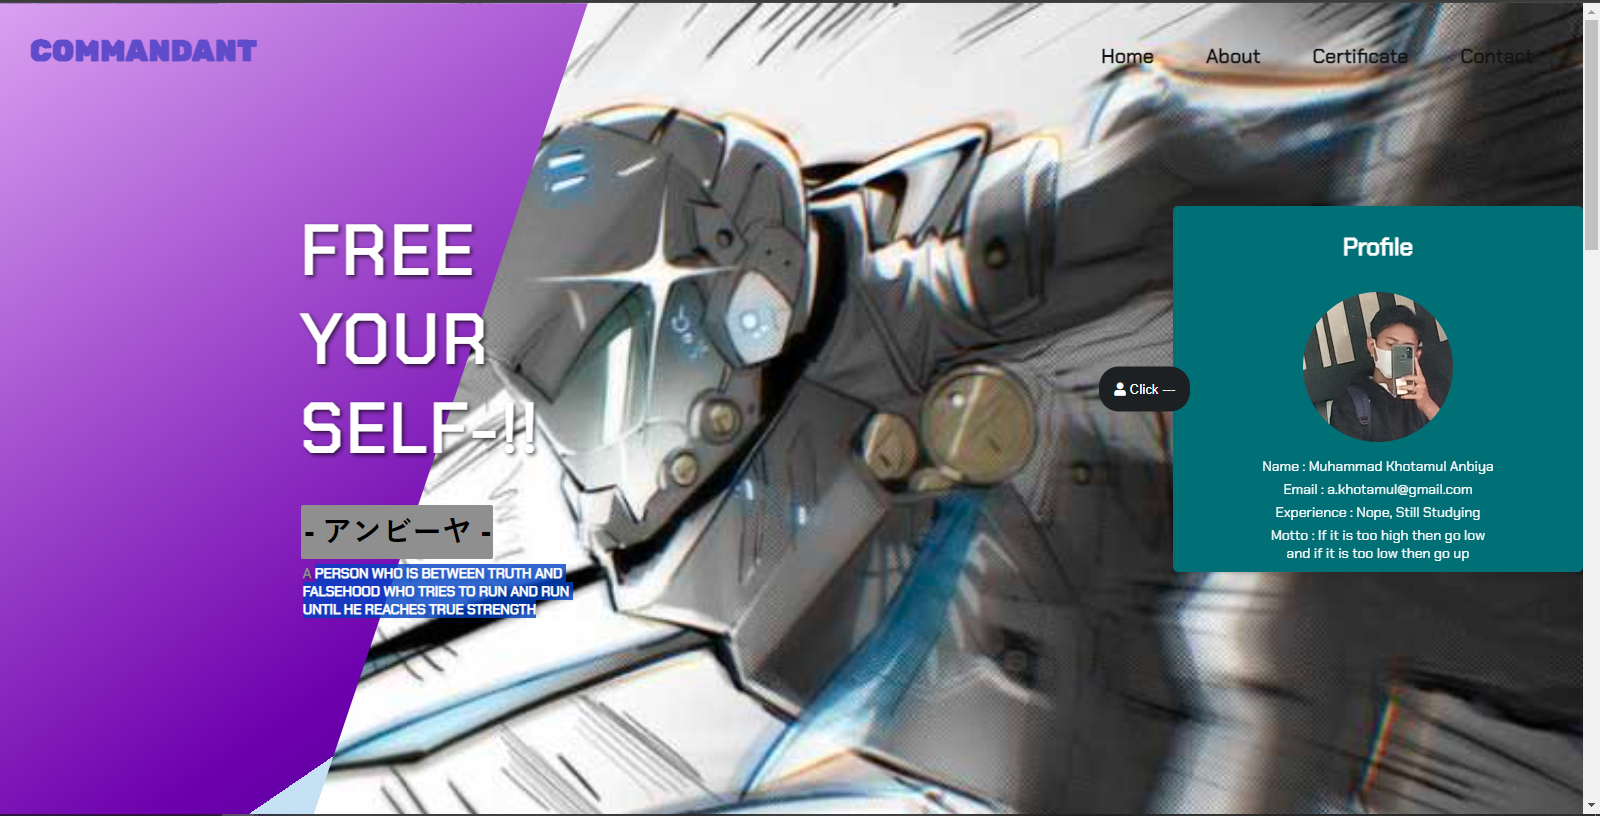 COMMANDANT
Home
About
Certificate
Contact
FREE
YOUR
SELF-!!
- アンビーヤ -
A PERSON WHO IS BETWEEN TRUTH AND
FALSEHOOD WHO TRIES TO RUN AND RUN
UNTIL HE REACHES TRUE STRENGTH
Click ---
Profile
Name : Muhammad Khotamul Anbiya
Email : a.khotamul@gmail.com
Experience : Nope, Still Studying
Motto : If it is too high then go low
and if it is too low then go up